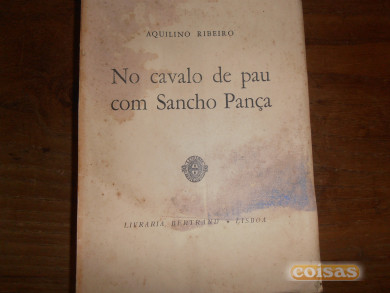 AQUILINO RIBEIRO
No cavalo de pau
com Sancho Pança
LIVRARIA BERTRAND • LISBOA
coisas